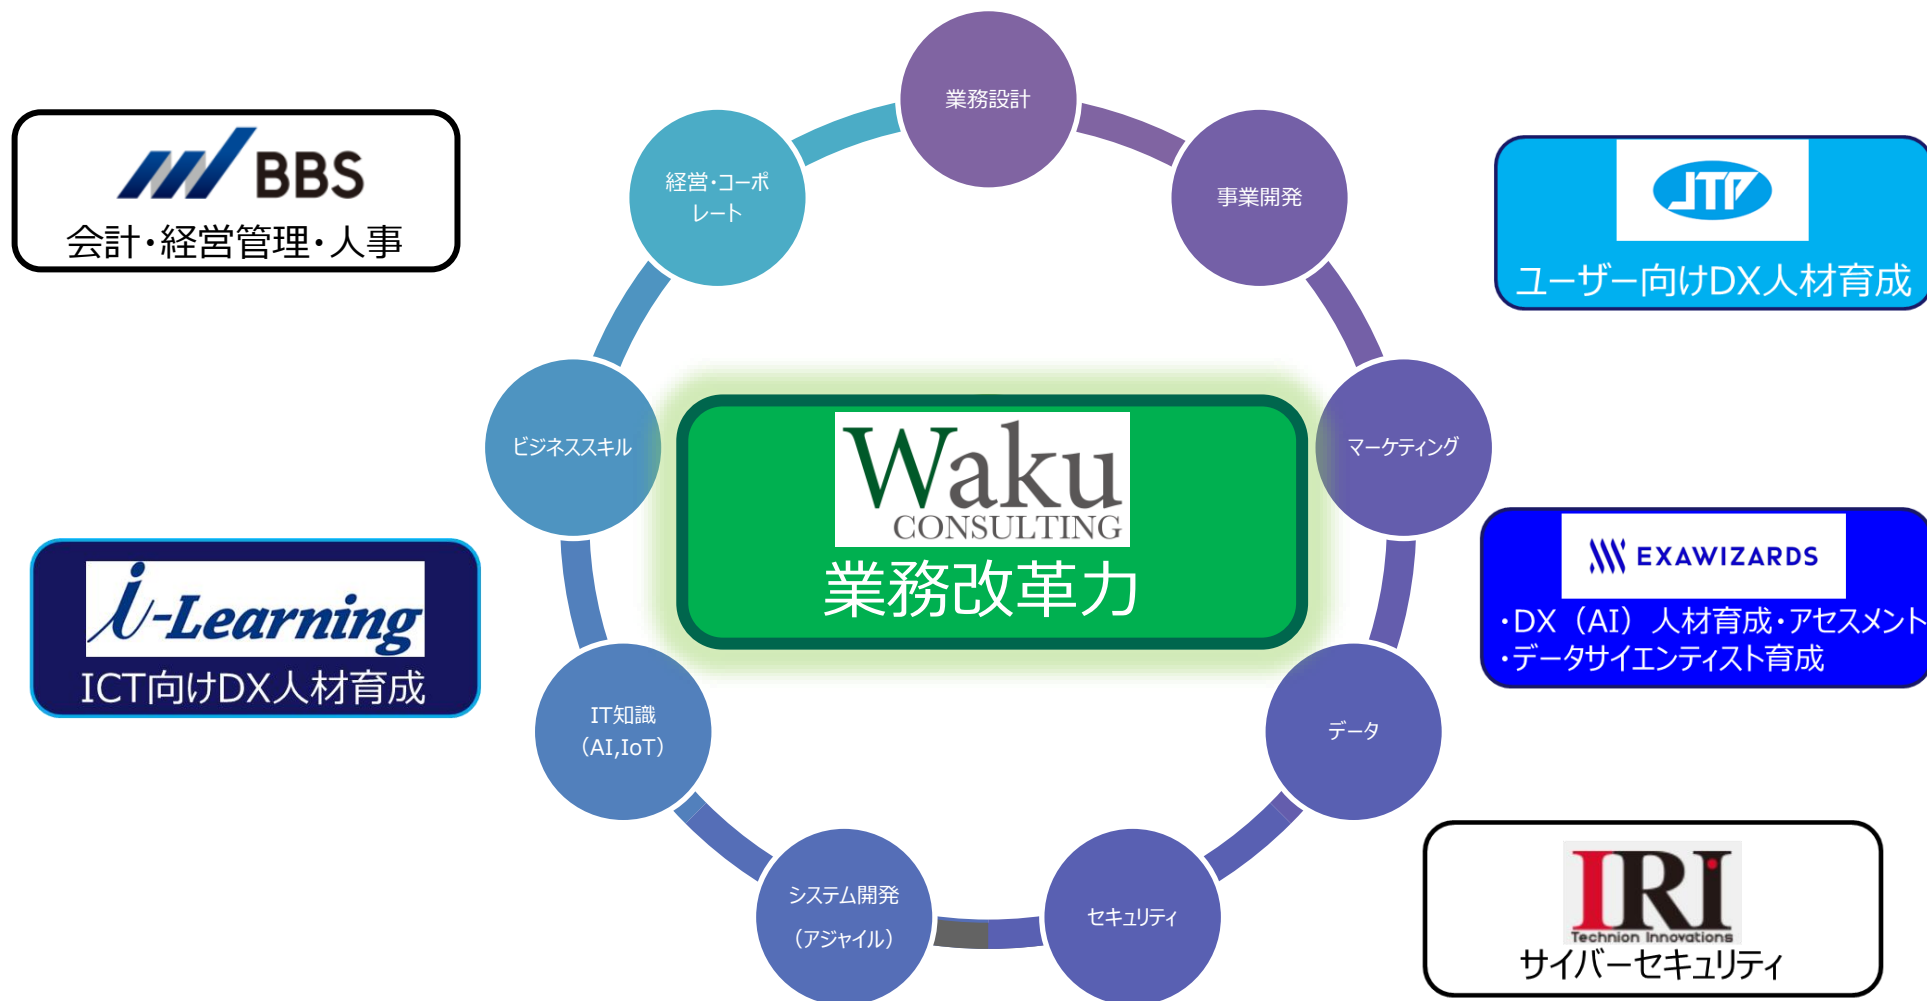 業務設計
事業開発
マーケティング
データ
セキュリティ
システム開発
（アジャイル）
IT知識
（AI,IoT）
ビジネススキル
経営・コーポ
レート
Waku
CONSULTING
業務改革力
BBS
会計・経営管理・人事
i-Learning
ICT向けDX人材育成
JTP
ユーザー向けDX人材育成
EXAWIZARDS
・DX（AI）人材育成・アセスメント
・データサイエンティスト育成
IRI
Technion Innovations
サイバーセキュリティ